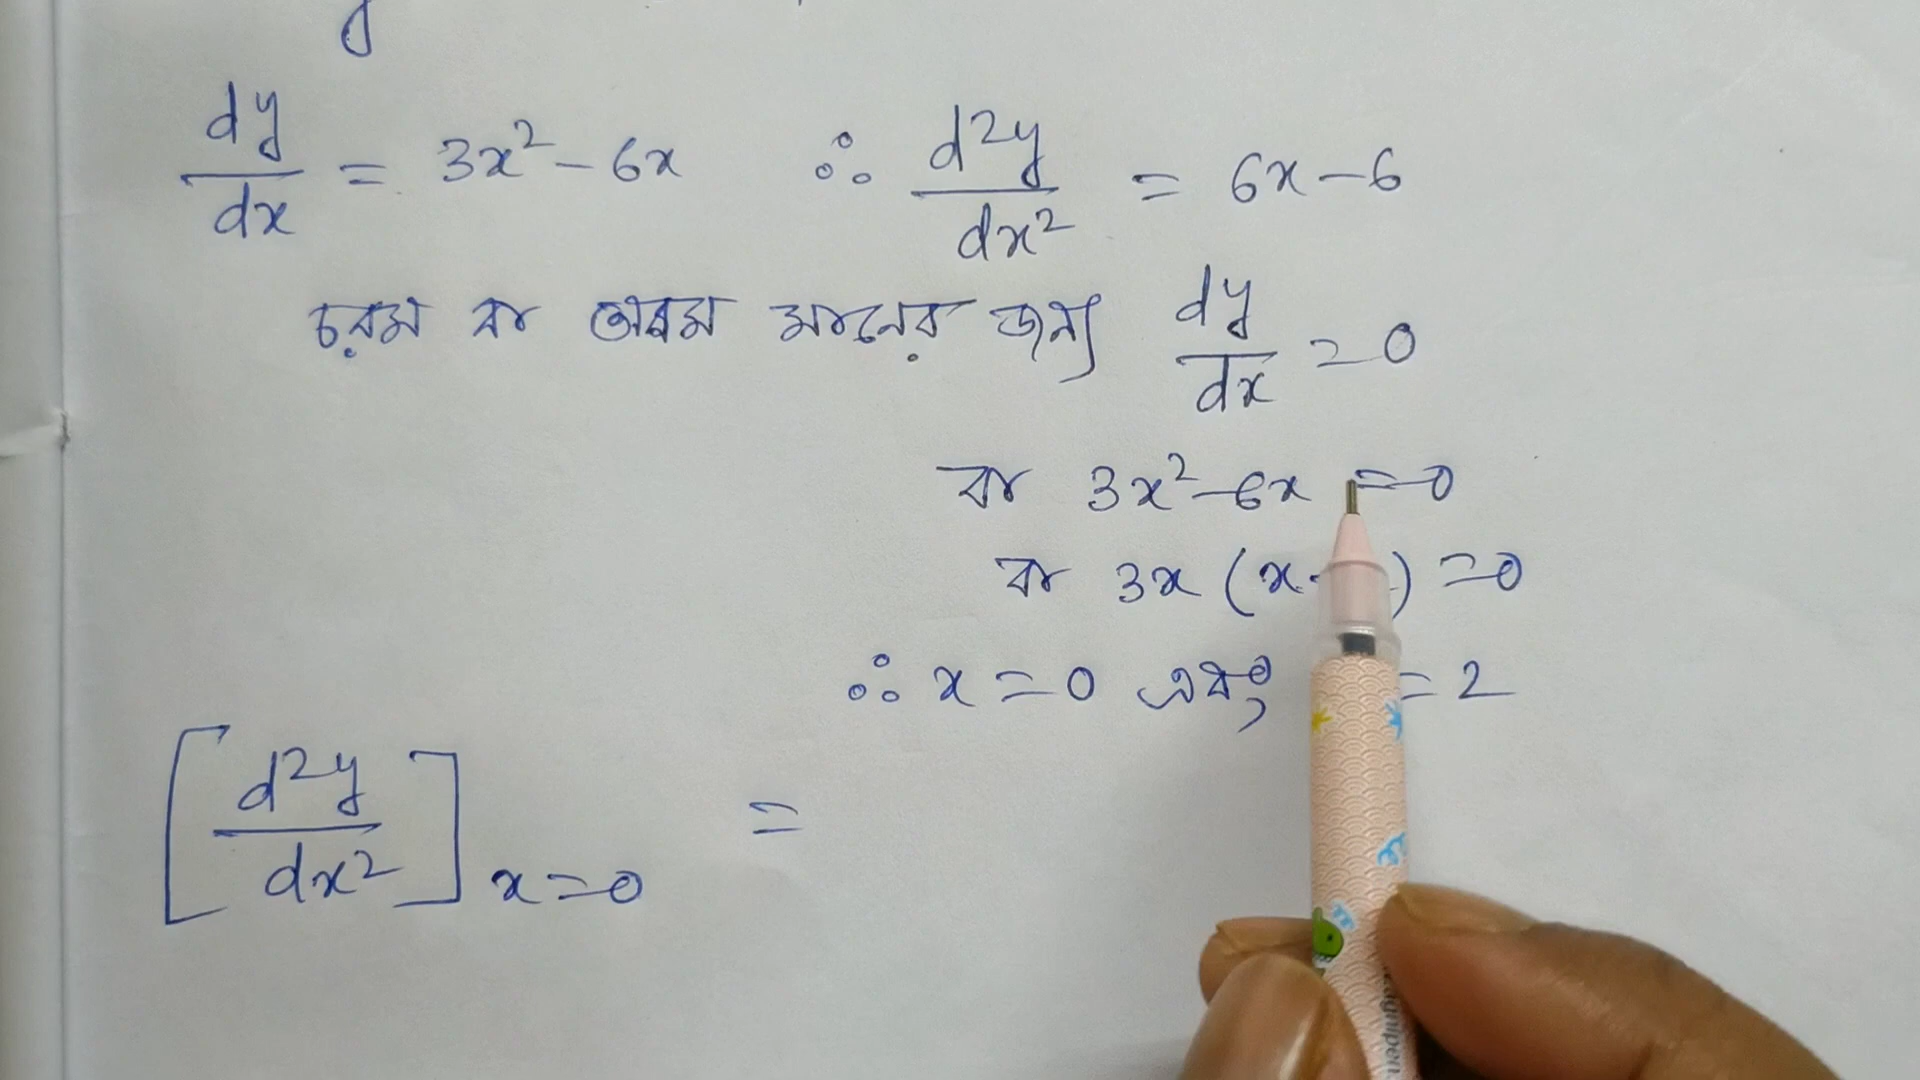 dy/dx = 3x² - 6x ∴ d²y/dx² = 6x - 6
চরম বা অবম মানের জন্য dy/dx = 0
বা 3x² - 6x = 0
বা 3x (x - ) = 0
∴ x = 0 এবং = 2
[d²y/dx²] x = 0 =